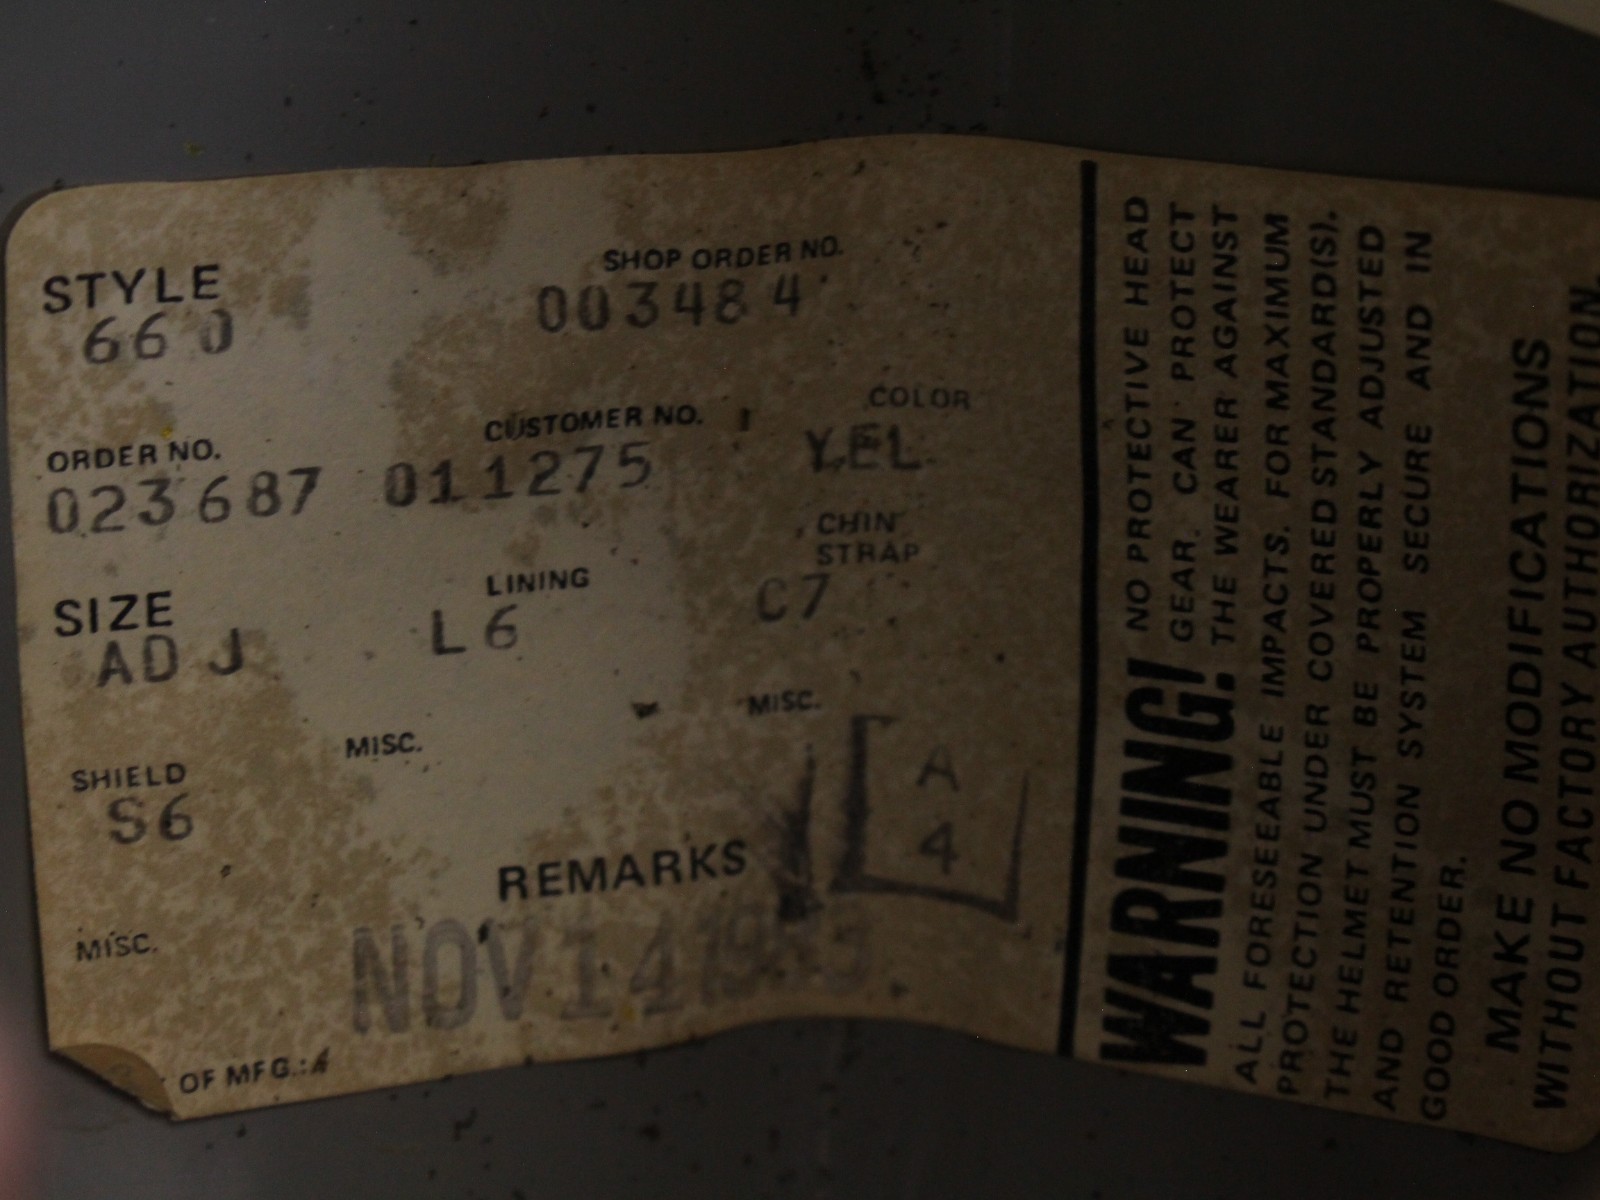 STYLE
660
SHOP ORDER NO.
003484
ORDER NO.
023687
CUSTOMER NO.
011275
COLOR
YEL
SIZE
ADJ
LINING
L6
CHIN
STRAP
C7
SHIELD
S6
MISC.
MISC.
A
4
MISC.
REMARKS
NOV 14
OF MFG.:
WARNING! NO PROTECTIVE HEAD
GEAR. CAN PROTECT
THE WEARER AGAINST
ALL FORESEEABLE IMPACTS. FOR MAXIMUM
PROTECTION UNDER COVERED STANDARD(S).
THE HELMET MUST BE PROPERLY ADJUSTED
AND RETENTION SYSTEM SECURE AND IN
GOOD ORDER.
MAKE NO MODIFICATIONS
WITHOUT FACTORY AUTHORIZATION.